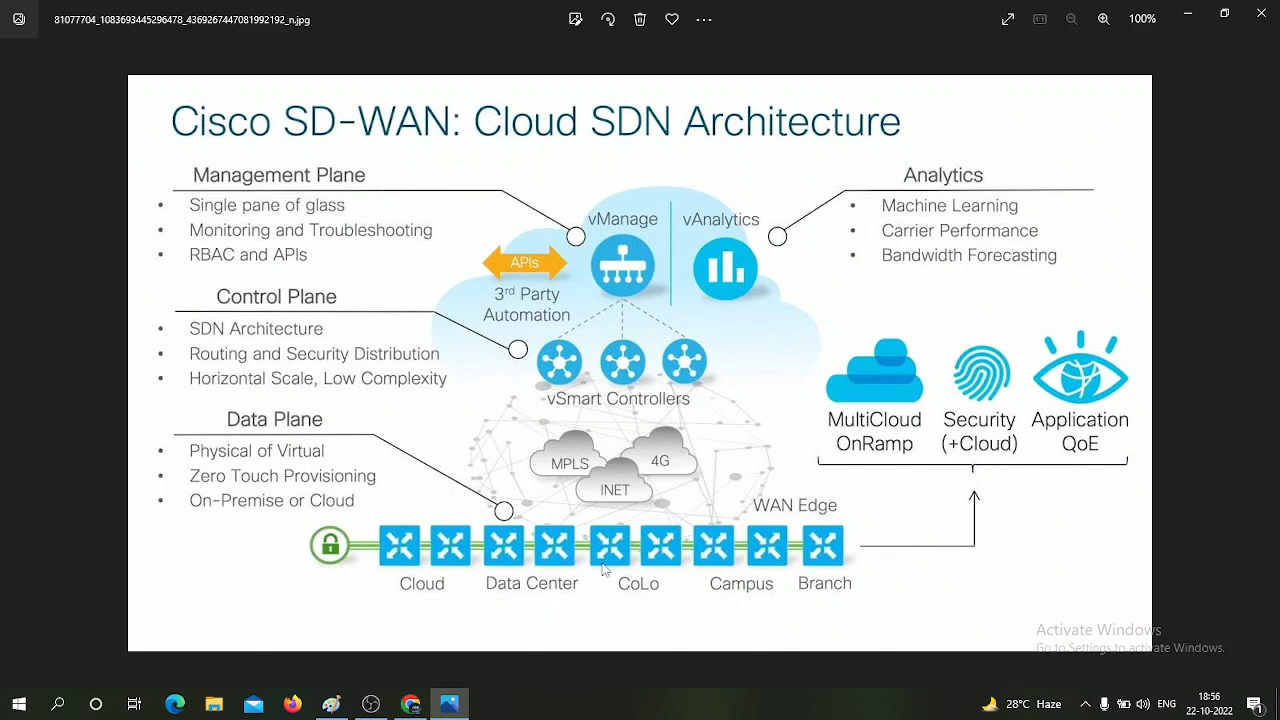 81077704_108369344529647​8_43692674470819​2192_n.jpg
100%
Cisco SD-WAN: Cloud SDN Architecture
Management Plane
• Single pane of glass
• Monitoring and Troubleshooting
• RBAC and APIs
Control Plane
• SDN Architecture
• Routing and Security Distribution
• Horizontal Scale, Low Complexity
Data Plane
• Physical of Virtual
• Zero Touch Provisioning
• On-Premise or Cloud
vManage
vAnalytics
APIs
3rd Party
Automation
vSmart Controllers
MPLS
4G
INET
WAN Edge
Cloud
Data Center
CoLo
Campus
Branch
Analytics
• Machine Learning
• Carrier Performance
• Bandwidth Forecasting
MultiCloud
OnRamp
Security
(+Cloud)
Application
QoE
Activate Windows
Go to Settings to activate Windows.
29°C Haze
18:56
22-10-2022